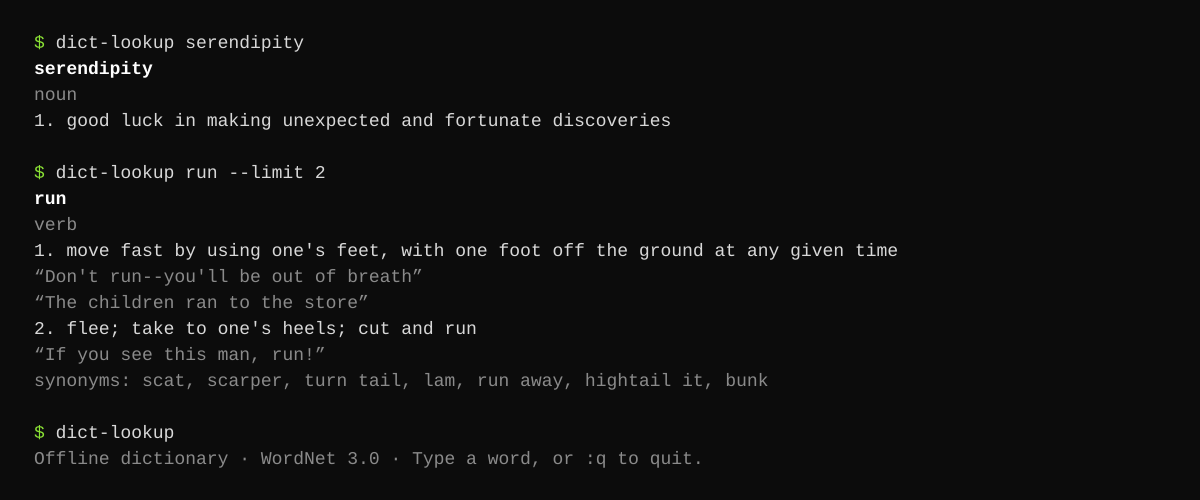 $ dict-lookup serendipity
serendipity
noun
1. good luck in making unexpected and fortunate discoveries
$ dict-lookup run --limit 2
run
verb
1. move fast by using one's feet, with one foot off the ground at any given time
“Don't run--you'll be out of breath”
“The children ran to the store”
2. flee; take to one's heels; cut and run
“If you see this man, run!”
synonyms: scat, scarper, turn tail, lam, run away, hightail it, bunk
$ dict-lookup
Offline dictionary · WordNet 3.0 · Type a word, or :q to quit.